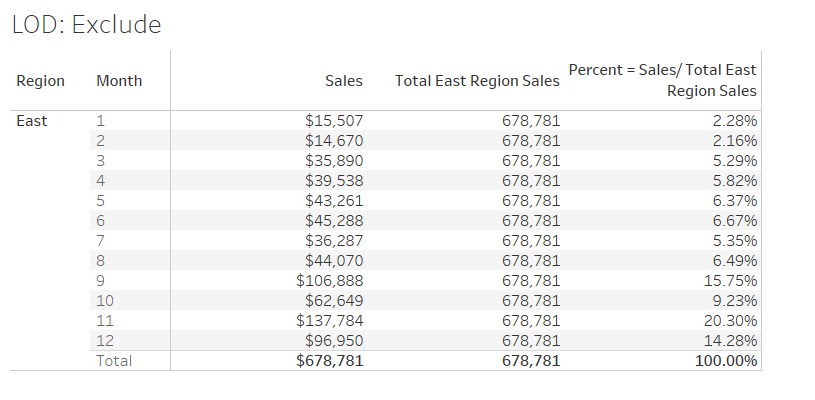 LOD: Exclude
Region Month Sales Total East Region Sales Percent = Sales/ Total East
Region Sales
East 1 $15,507 678,781 2.28%
2 $14,670 678,781 2.16%
3 $35,890 678,781 5.29%
4 $39,538 678,781 5.82%
5 $43,261 678,781 6.37%
6 $45,288 678,781 6.67%
7 $36,287 678,781 5.35%
8 $44,070 678,781 6.49%
9 $106,888 678,781 15.75%
10 $62,649 678,781 9.23%
11 $137,784 678,781 20.30%
12 $96,950 678,781 14.28%
Total $678,781 678,781 100.00%